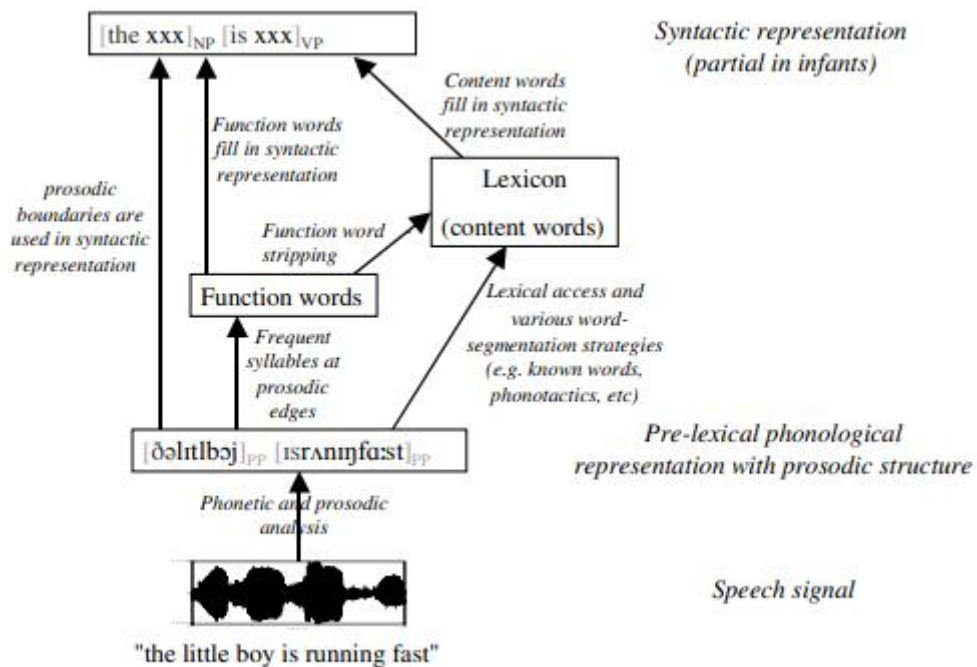 [the xxx]NP [is xxx]VP
Syntactic representation
(partial in infants)
Content words
fill in syntactic
representation
Function words
fill in syntactic
representation
Lexicon
(content words)
prosodic
boundaries are
used in syntactic
representation
Function word
stripping
Function words
Lexical access and
various word-
segmentation strategies
(e.g. known words,
phonotactics, etc)
Frequent
syllables at
prosodic
edges
[ðəlɪtlbɔj]PP [ɪsrʌnɪŋfɑːst]PP
Pre-lexical phonological
representation with prosodic structure
Phonetic and prosodic
analysis
Speech signal
"the little boy is running fast"